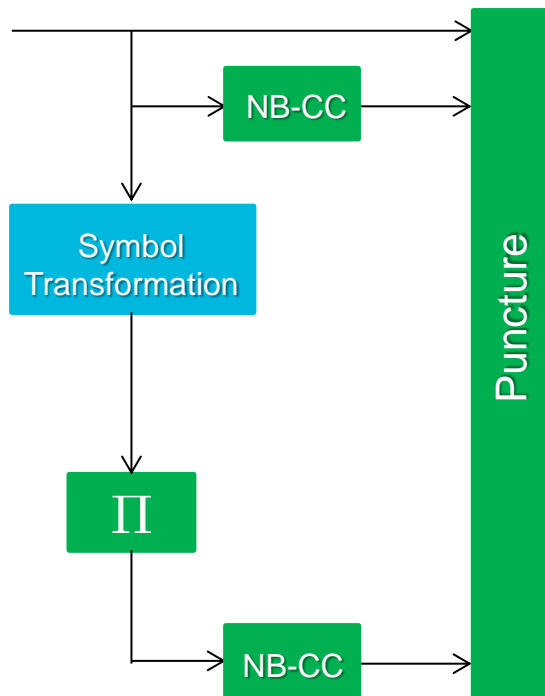 NB-CC
Symbol
Transformation
Puncture
Π
NB-CC